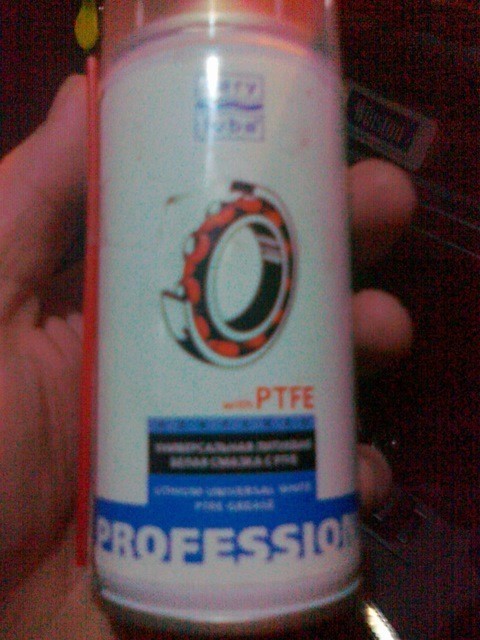 very
lube
with PTFE
УНИВЕРСАЛЬНАЯ ЛИТИЕВАЯ
БЕЛАЯ СМАЗКА С PTFE
LITHIUM UNIVERSAL WHITE
PTFE GREASE
PROFESSION